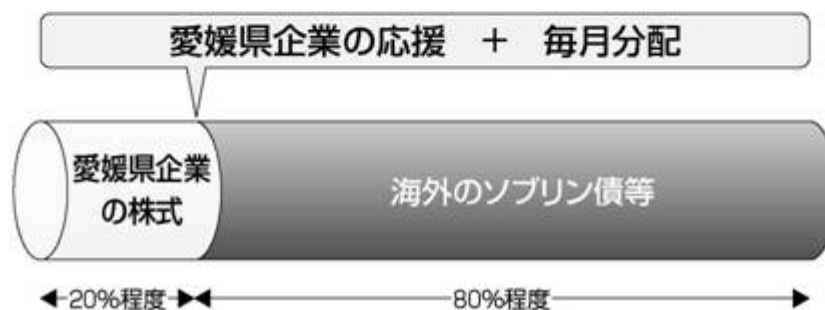 愛媛県企業の応援 + 毎月分配
愛媛県企業
の株式
海外のソブリン債等
20%程度
80%程度